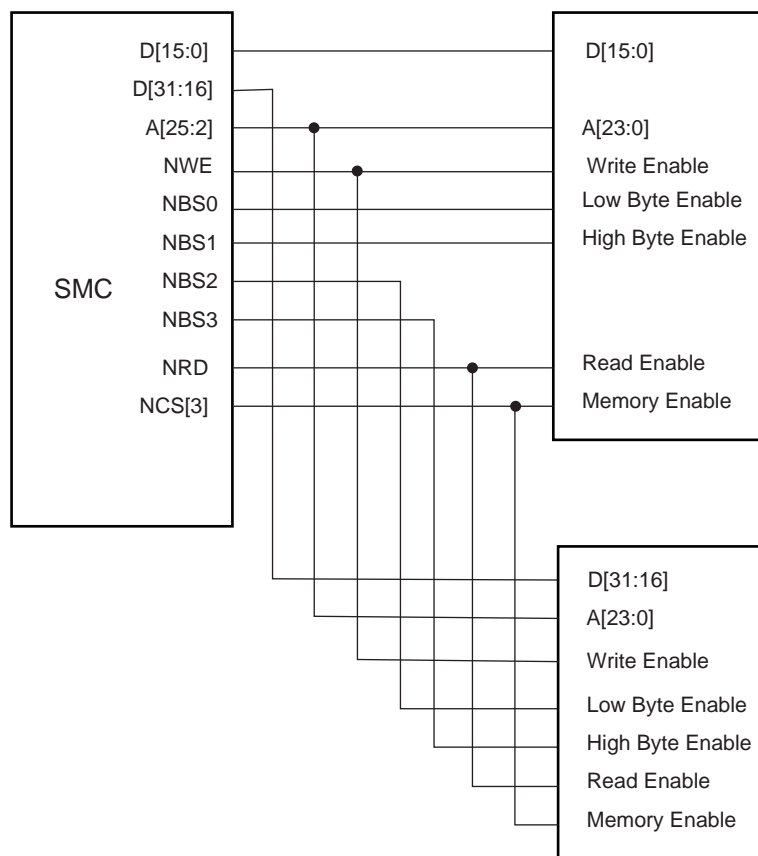 D[15:0]
D[31:16]
A[25:2]
NWE
NBS0
NBS1
NBS2
NBS3
NRD
NCS[3]
SMC
D[15:0]
A[23:0]
Write Enable
Low Byte Enable
High Byte Enable
Read Enable
Memory Enable
D[31:16]
A[23:0]
Write Enable
Low Byte Enable
High Byte Enable
Read Enable
Memory Enable